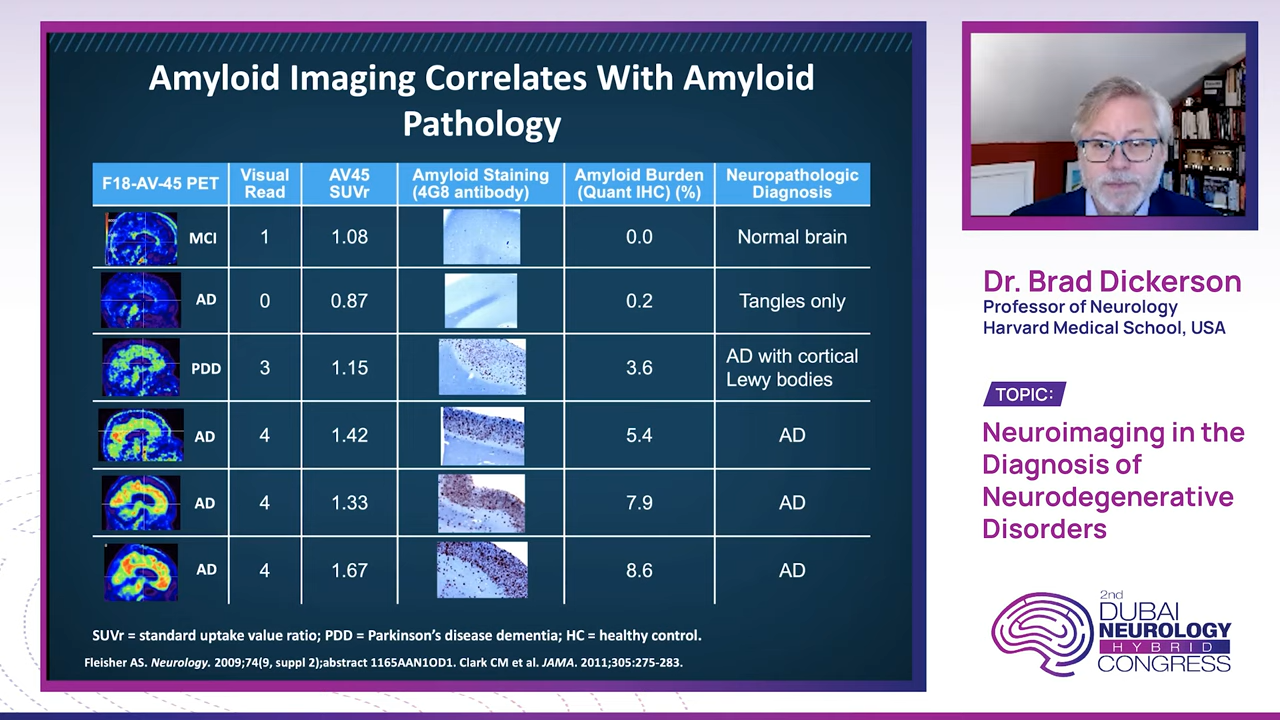 Amyloid Imaging Correlates With Amyloid
Pathology
F18-AV-45 PET
Visual
Read
AV45
SUVr
Amyloid Staining
(4G8 antibody)
Amyloid Burden
(Quant IHC) (%)
Neuropathologic
Diagnosis
MCI 1 1.08 0.0 Normal brain
AD 0 0.87 0.2 Tangles only
PDD 3 1.15 3.6 AD with cortical
Lewy bodies
AD 4 1.42 5.4 AD
AD 4 1.33 7.9 AD
AD 4 1.67 8.6 AD
SUVr = standard uptake value ratio; PDD = Parkinson's disease dementia; HC = healthy control.
Fleisher AS. Neurology. 2009;74(9, suppl 2);abstract 1165AAN1OD1. Clark CM et al. JAMA. 2011;305:275-283.
Dr. Brad Dickerson
Professor of Neurology
Harvard Medical School, USA
TOPIC:
Neuroimaging in the
Diagnosis of
Neurodegenerative
Disorders
2nd
DUBAI
NEUROLOGY
HYBRID
CONGRESS